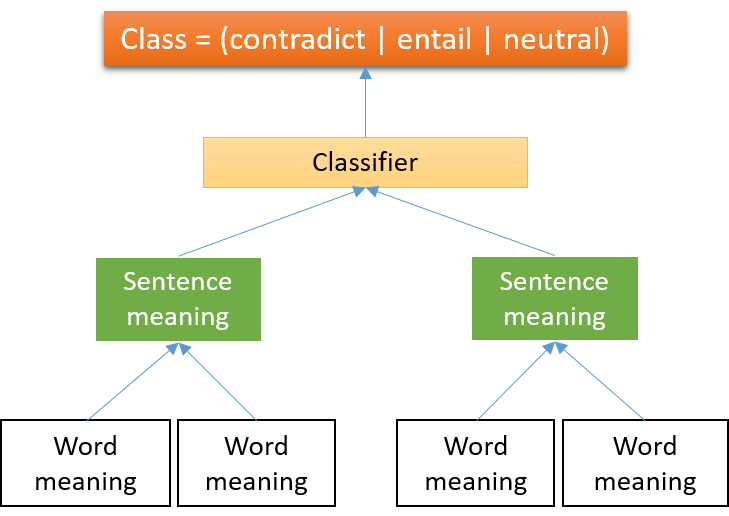 Class = (contradict | entail | neutral)
Classifier
Sentence
meaning
Sentence
meaning
Word
meaning
Word
meaning
Word
meaning
Word
meaning